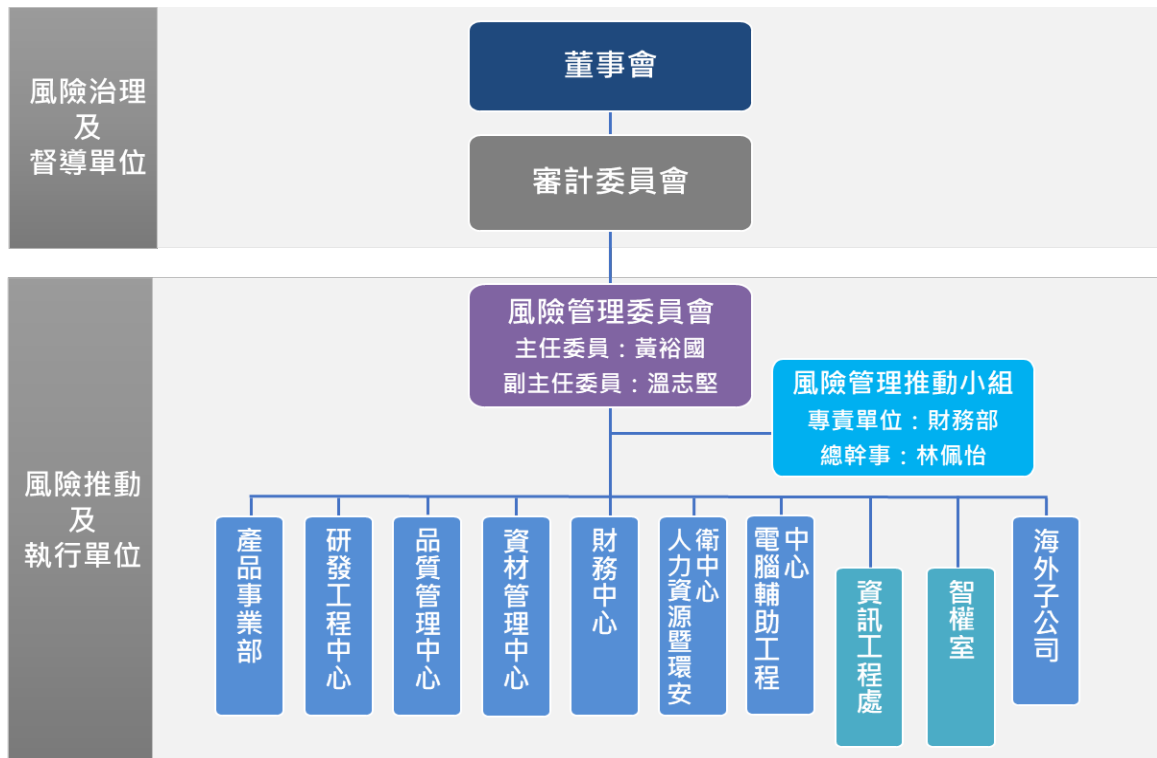 風險治理
及
督導單位
董事會
審計委員會
風險推動
及
執行單位
風險管理委員會
主任委員：黃裕國
副主任委員：溫志堅
風險管理推動小組
專責單位：財務部
總幹事：林佩怡
產品事業部
研發工程中心
品質管理中心
資材管理中心
財務中心
人力資源暨環安
衛中心
電腦輔助工程
中心
資訊工程處
智權室
海外子公司